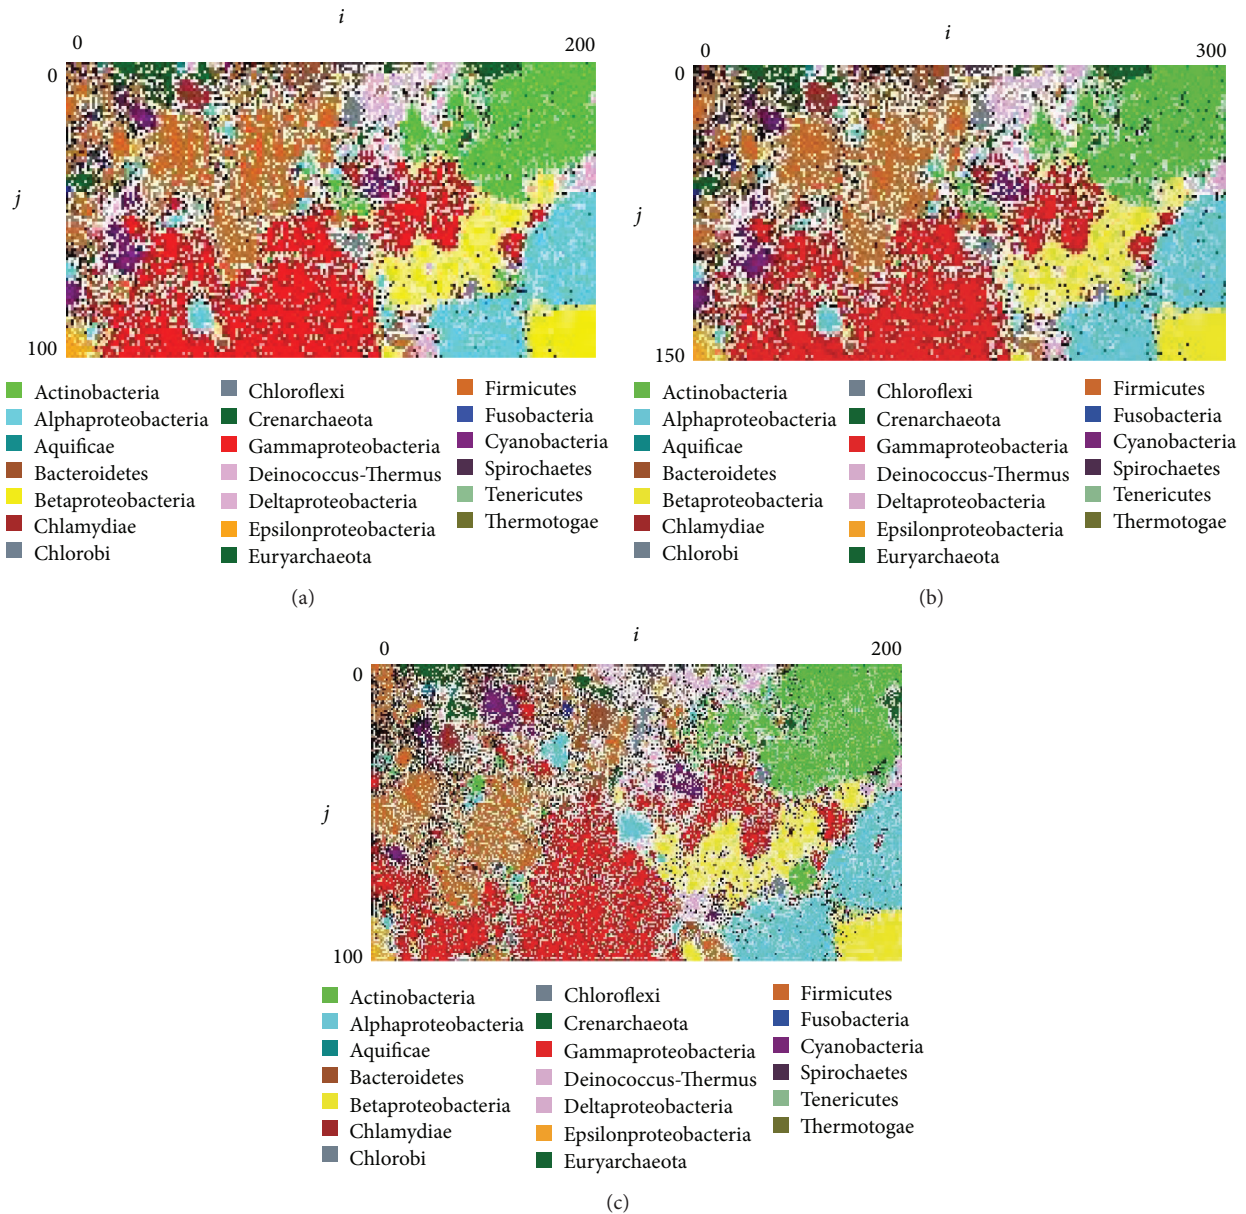 i
0 200
0
j
100
Actinobacteria
Alphaproteobacteria
Aquificae
Bacteroidetes
Betaproteobacteria
Chlamydiae
Chlorobi
Chloroflexi
Crenarchaeota
Gammaproteobacteria
Deinococcus-Thermus
Deltaproteobacteria
Epsilonproteobacteria
Euryarchaeota
Firmicutes
Fusobacteria
Cyanobacteria
Spirochaetes
Tenericutes
Thermotogae
(a)
i
0 300
0
j
150
Actinobacteria
Alphaproteobacteria
Aquificae
Bacteroidetes
Betaproteobacteria
Chlamydiae
Chlorobi
Chloroflexi
Crenarchaeota
Gammaproteobacteria
Deinococcus-Thermus
Deltaproteobacteria
Epsilonproteobacteria
Euryarchaeota
Firmicutes
Fusobacteria
Cyanobacteria
Spirochaetes
Tenericutes
Thermotogae
(b)
i
0 200
0
j
100
Actinobacteria
Alphaproteobacteria
Aquificae
Bacteroidetes
Betaproteobacteria
Chlamydiae
Chlorobi
Chloroflexi
Crenarchaeota
Gammaproteobacteria
Deinococcus-Thermus
Deltaproteobacteria
Epsilonproteobacteria
Euryarchaeota
Firmicutes
Fusobacteria
Cyanobacteria
Spirochaetes
Tenericutes
Thermotogae
(c)